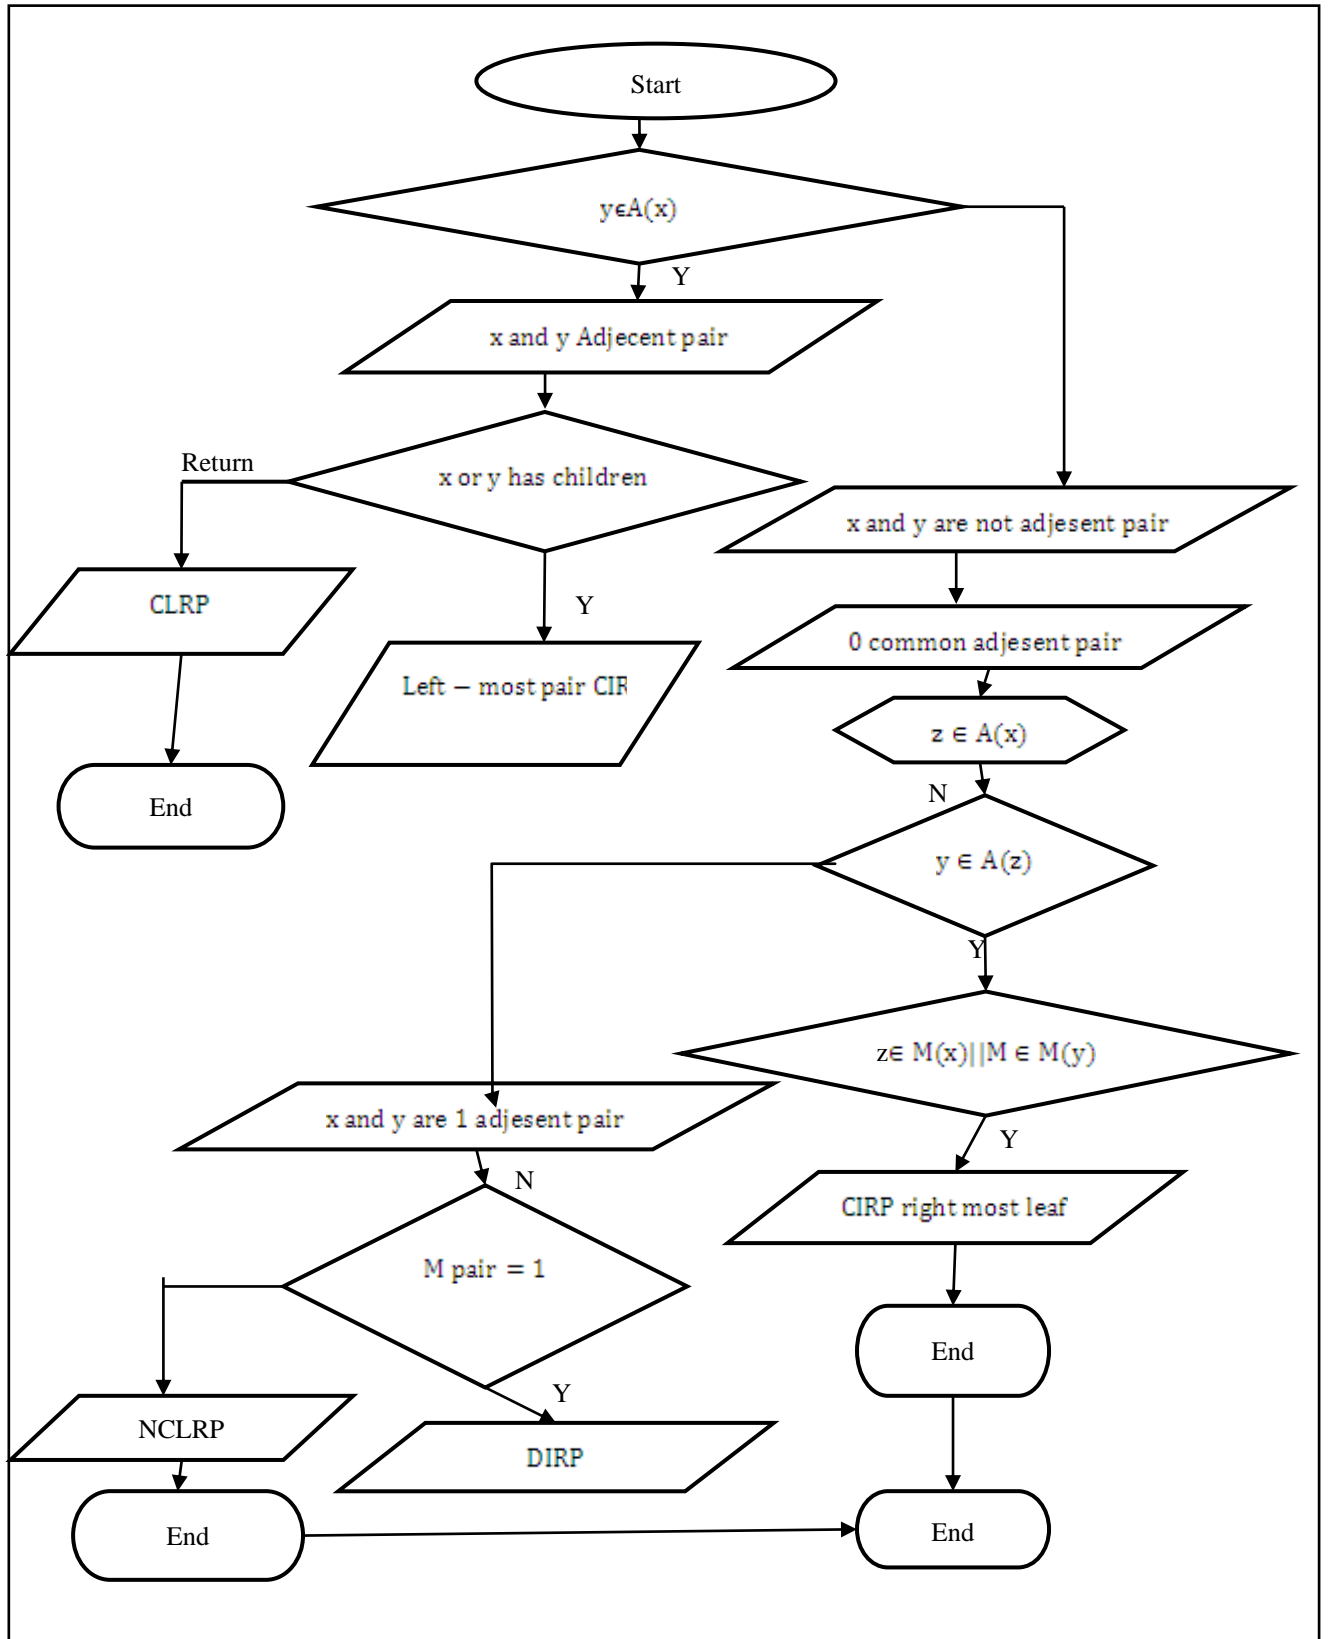 Start
yϵA(x)
Y
x and y Adjecent pair
Return
x or y has children
x and y are not adjesent pair
CLRP
Y
0 common adjesent pair
Left − most pair CIR
z ∈ A(x)
N
End
y ∈ A(z)
Y
z∈ M(x)||M ∈ M(y)
x and y are 1 adjesent pair
Y
N
CIRP right most leaf
M pair = 1
End
Y
NCLRP
DIRP
End
End